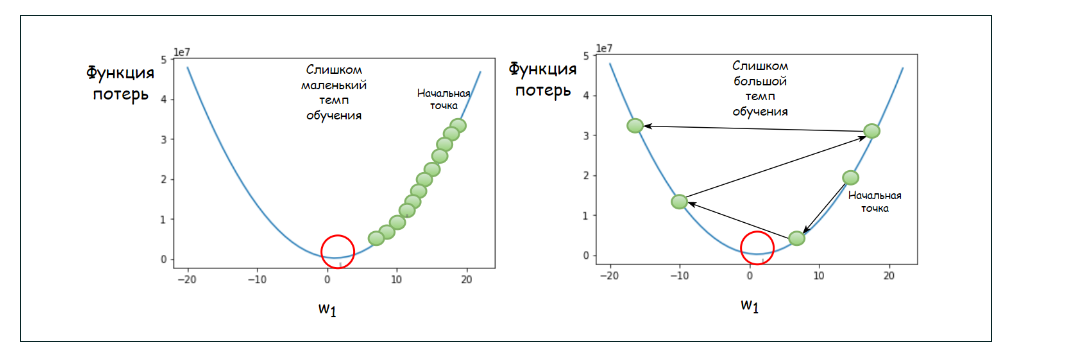 Функция
потерь
1e7
Слишком
маленький
темп
обучения
Начальная
точка
5
4
3
2
1
0
−20
−10
0
10
20
w1
Функция
потерь
1e7
Слишком
большой
темп
обучения
Начальная
точка
5
4
3
2
1
0
−20
−10
0
10
20
w1